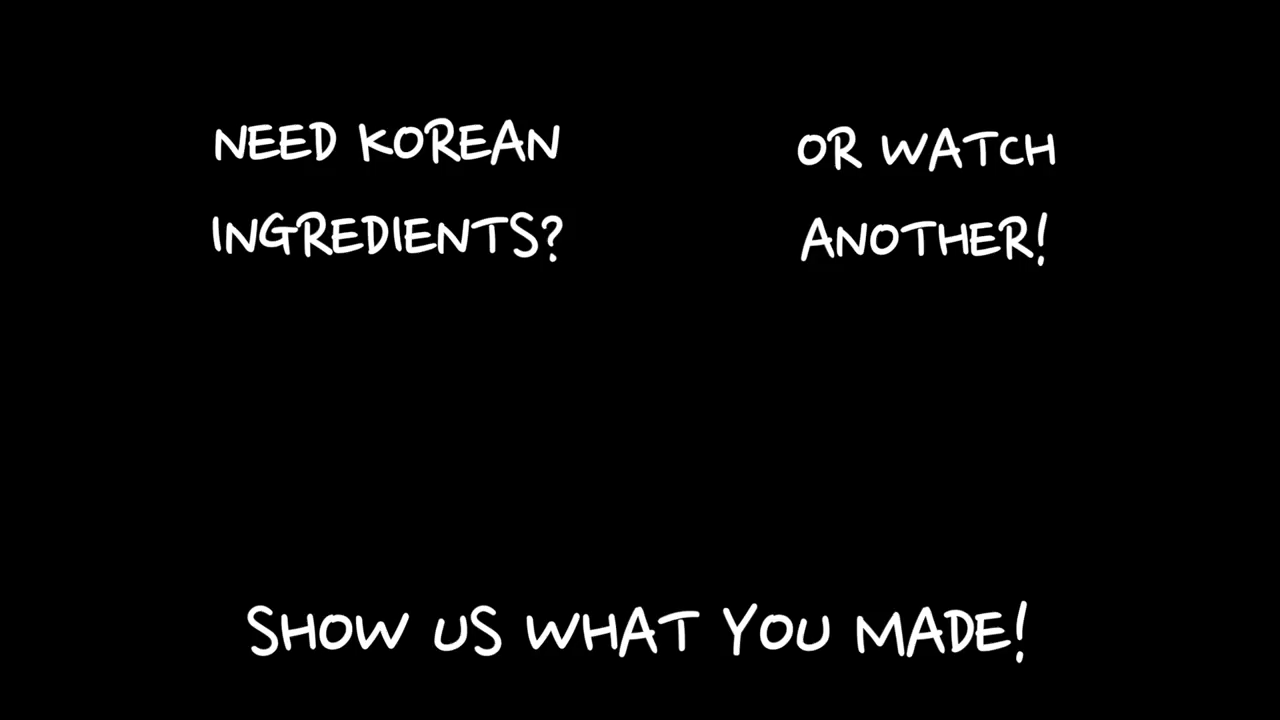 NEED KOREAN
INGREDIENTS?
OR WATCH
ANOTHER!
SHOW US WHAT YOU MADE!